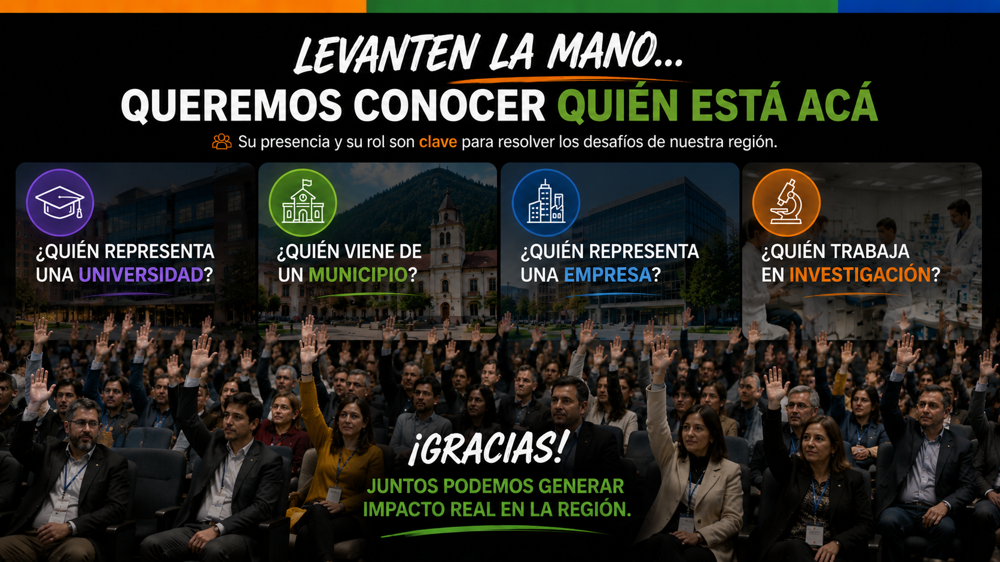 LEVANTEN LA MANO...
QUEREMOS CONOCER QUIÉN ESTÁ ACÁ
Su presencia y su rol son clave para resolver los desafíos de nuestra región.
¿QUIÉN REPRESENTA
UNA UNIVERSIDAD?
¿QUIÉN VIENE DE
UN MUNICIPIO?
¿QUIÉN REPRESENTA
UNA EMPRESA?
¿QUIÉN TRABAJA
EN INVESTIGACIÓN?
¡GRACIAS!
JUNTOS PODEMOS GENERAR
IMPACTO REAL EN LA REGIÓN.